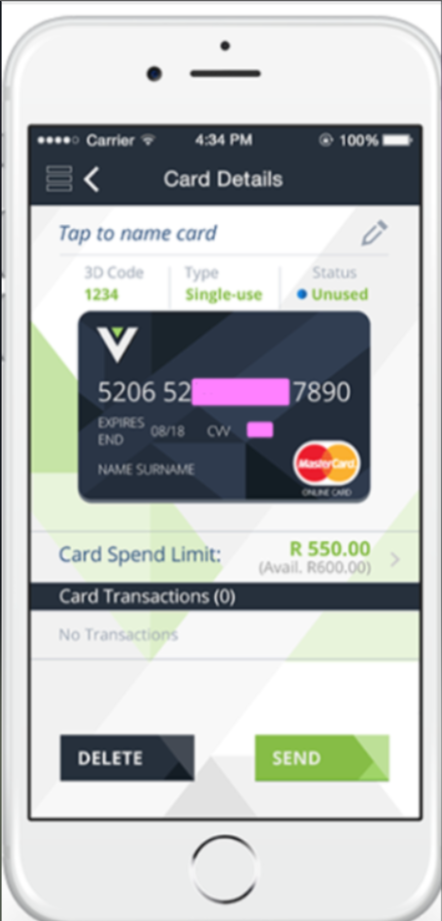 Carrier 4:34 PM 100%
Card Details
Tap to name card
3D Code Type Status
1234 Single-use Unused
5206 52 7890
EXPIRES
END 08/18 CVV
NAME SURNAME
MasterCard
ONLINE CARD
Card Spend Limit: R 550.00
(Avail. R600.00)
Card Transactions (0)
No Transactions
DELETE SEND